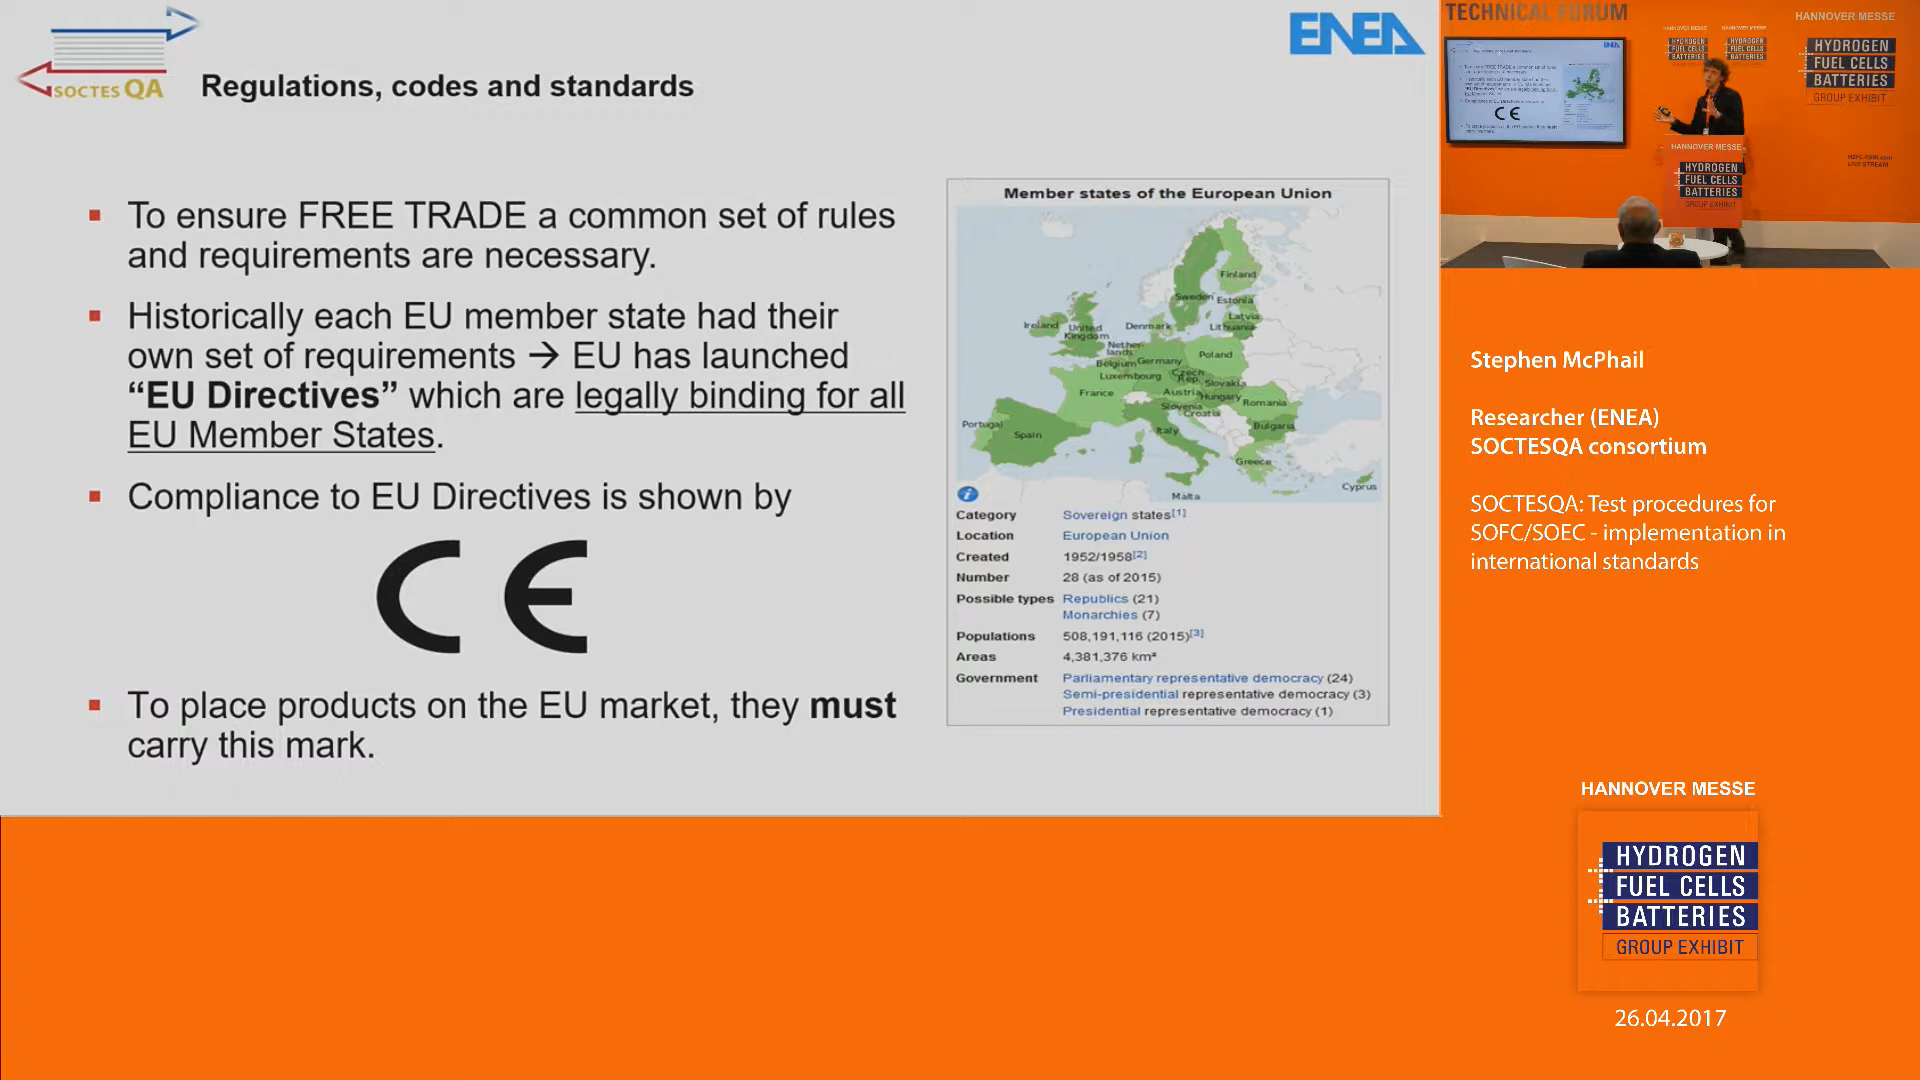 SOCTESQA
ENEA
Regulations, codes and standards
▪ To ensure FREE TRADE a common set of rules
and requirements are necessary.
▪ Historically each EU member state had their
own set of requirements → EU has launched
“EU Directives” which are legally binding for all
EU Member States.
▪ Compliance to EU Directives is shown by
CE
▪ To place products on the EU market, they must
carry this mark.
Member states of the European Union
Finland
Sweden
Estonia
Latvia
Lithuania
Denmark
Ireland
United
Kingdom
Nether-
lands
Poland
Belgium
Germany
Luxembourg
Czech
Rep.
Slovakia
France
Austria
Hungary
Slovenia
Romania
Croatia
Portugal
Spain
Italy
Bulgaria
Greece
Malta
Cyprus
Category Sovereign states[1]
Location European Union
Created 1952/1958[2]
Number 28 (as of 2015)
Possible types Republics (21)
Monarchies (7)
Populations 508,191,116 (2015)[3]
Areas 4,381,376 km²
Government Parliamentary representative democracy (24)
Semi-presidential representative democracy (3)
Presidential representative democracy (1)
TECHNICAL FORUM
HANNOVER MESSE
HYDROGEN
FUEL CELLS
BATTERIES
GROUP EXHIBIT
HANNOVER MESSE
HYDROGEN
FUEL CELLS
BATTERIES
GROUP EXHIBIT
Stephen McPhail
Researcher (ENEA)
SOCTESQA consortium
SOCTESQA: Test procedures for
SOFC/SOEC - implementation in
international standards
HANNOVER MESSE
HYDROGEN
FUEL CELLS
BATTERIES
GROUP EXHIBIT
26.04.2017